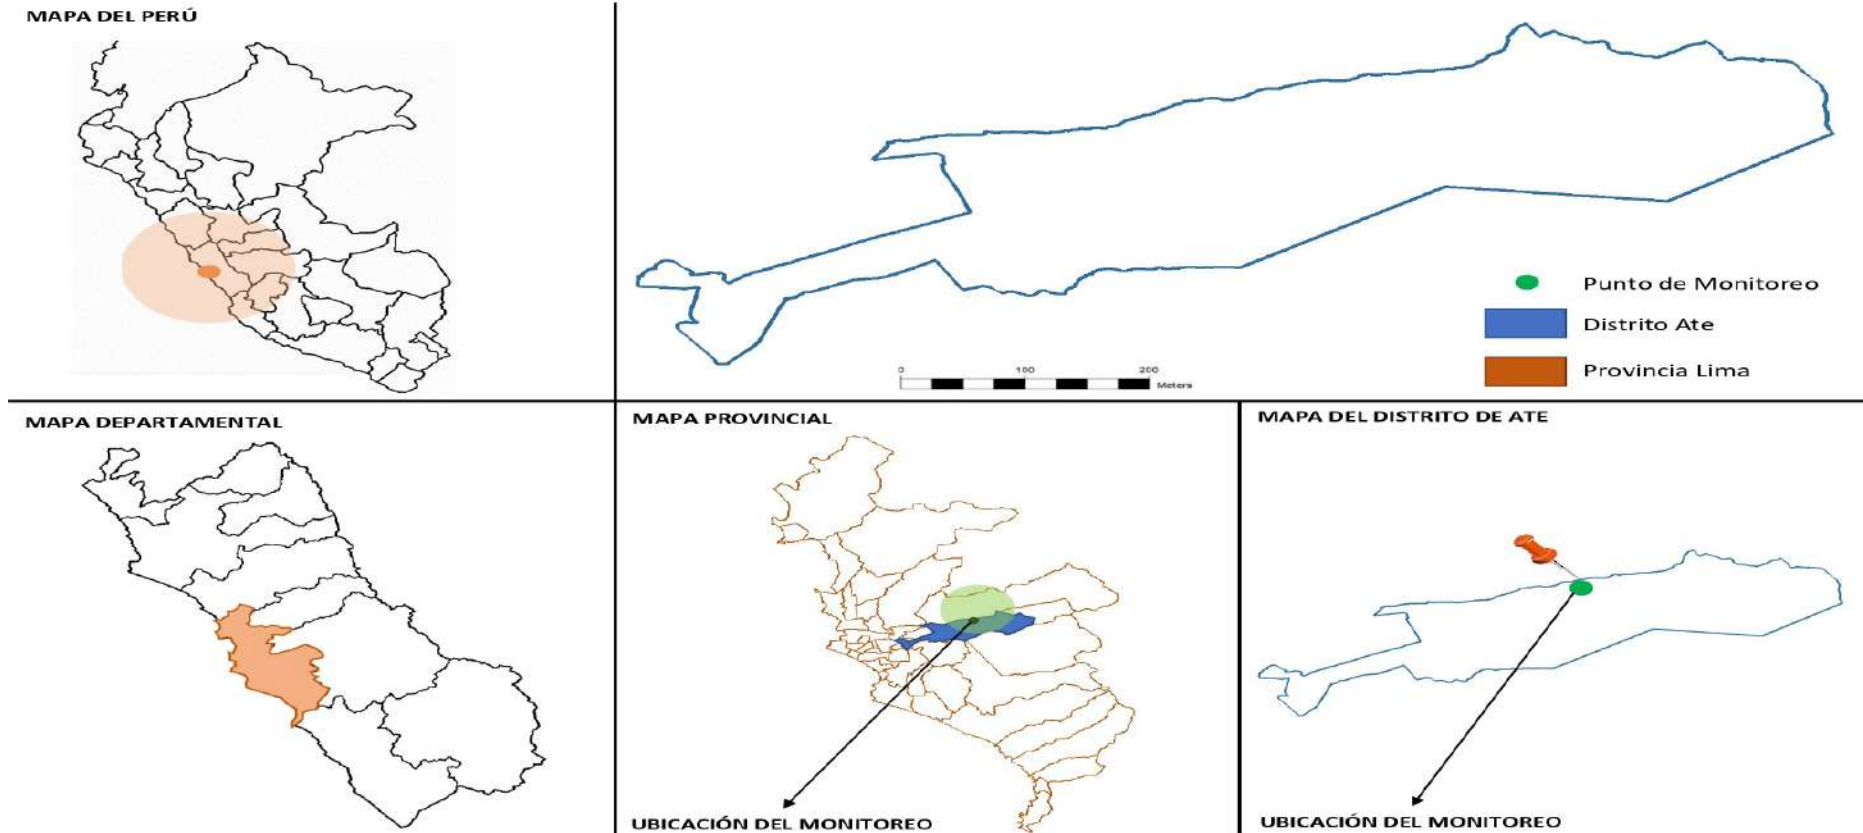 MAPA DEL PERÚ
Punto de Monitoreo
Distrito Ate
Provincia Lima
0 100 200
Meters
MAPA DEPARTAMENTAL
MAPA PROVINCIAL
UBICACIÓN DEL MONITOREO
MAPA DEL DISTRITO DE ATE
UBICACIÓN DEL MONITOREO